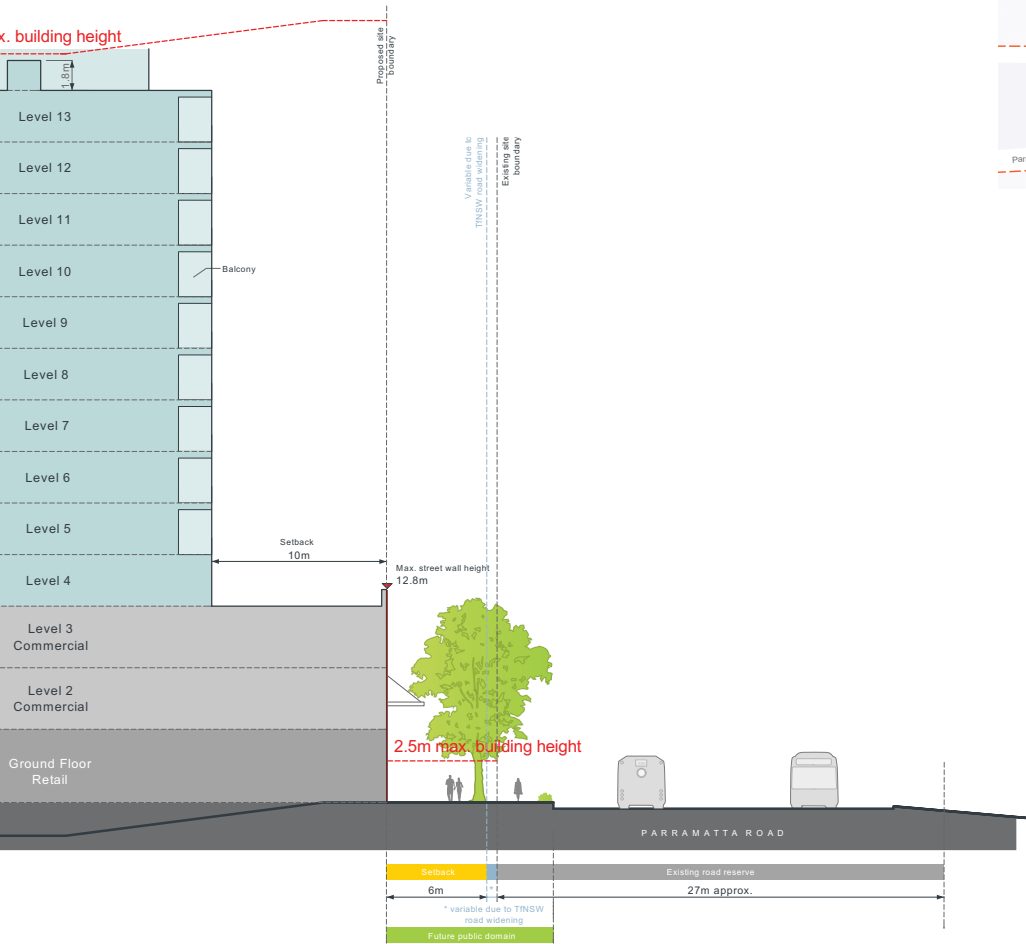 x. building height
1.8m
Proposed site
boundary
Level 13
Level 12
Level 11
Level 10
Balcony
Level 9
Level 8
Level 7
Level 6
Level 5
Level 4
Variable due to
TfNSW road widening
Existing site
boundary
Par
Setback
10m
Max. street wall height
12.8m
Level 3
Commercial
Level 2
Commercial
Ground Floor
Retail
2.5m max. building height
PARRAMATTA ROAD
Setback
Existing road reserve
6m
*
27m approx.
* variable due to TfNSW
road widening
Future public domain